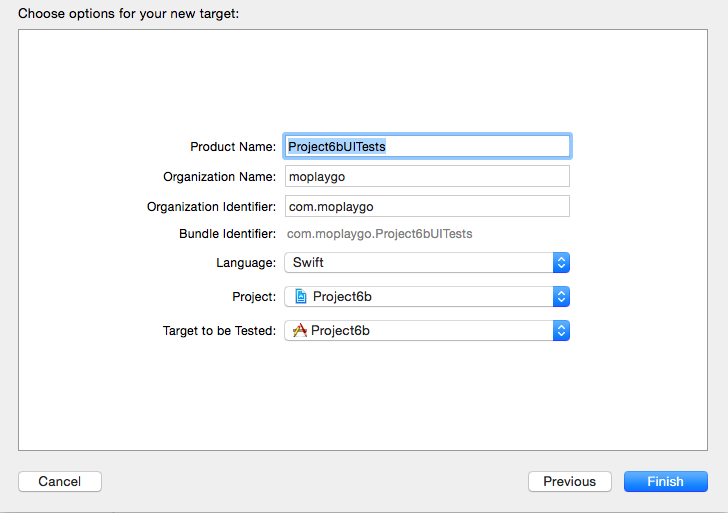 Choose options for your new target:
Product Name: Project6bUITests
Organization Name: moplaygo
Organization Identifier: com.moplaygo
Bundle Identifier: com.moplaygo.Project6bUITests
Language: Swift
Project: Project6b
Target to be Tested: Project6b
Cancel Previous Finish